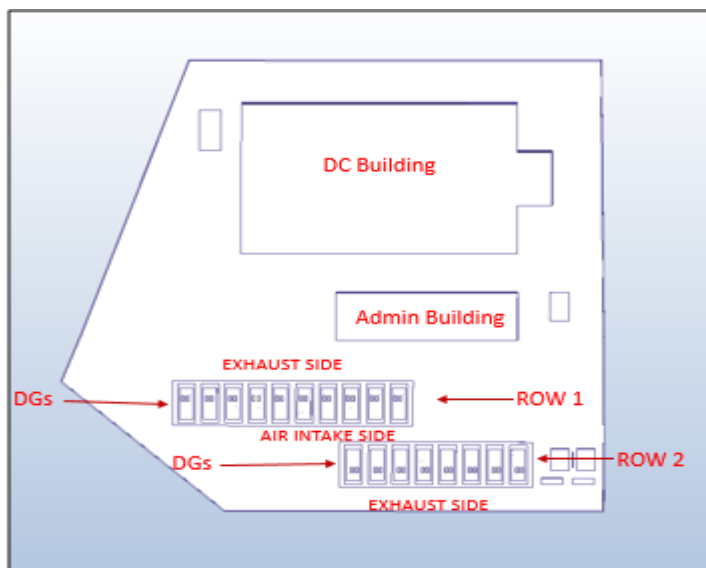 DC Building
Admin Building
EXHAUST SIDE
DGs
ROW 1
AIR INTAKE SIDE
DGs
ROW 2
EXHAUST SIDE